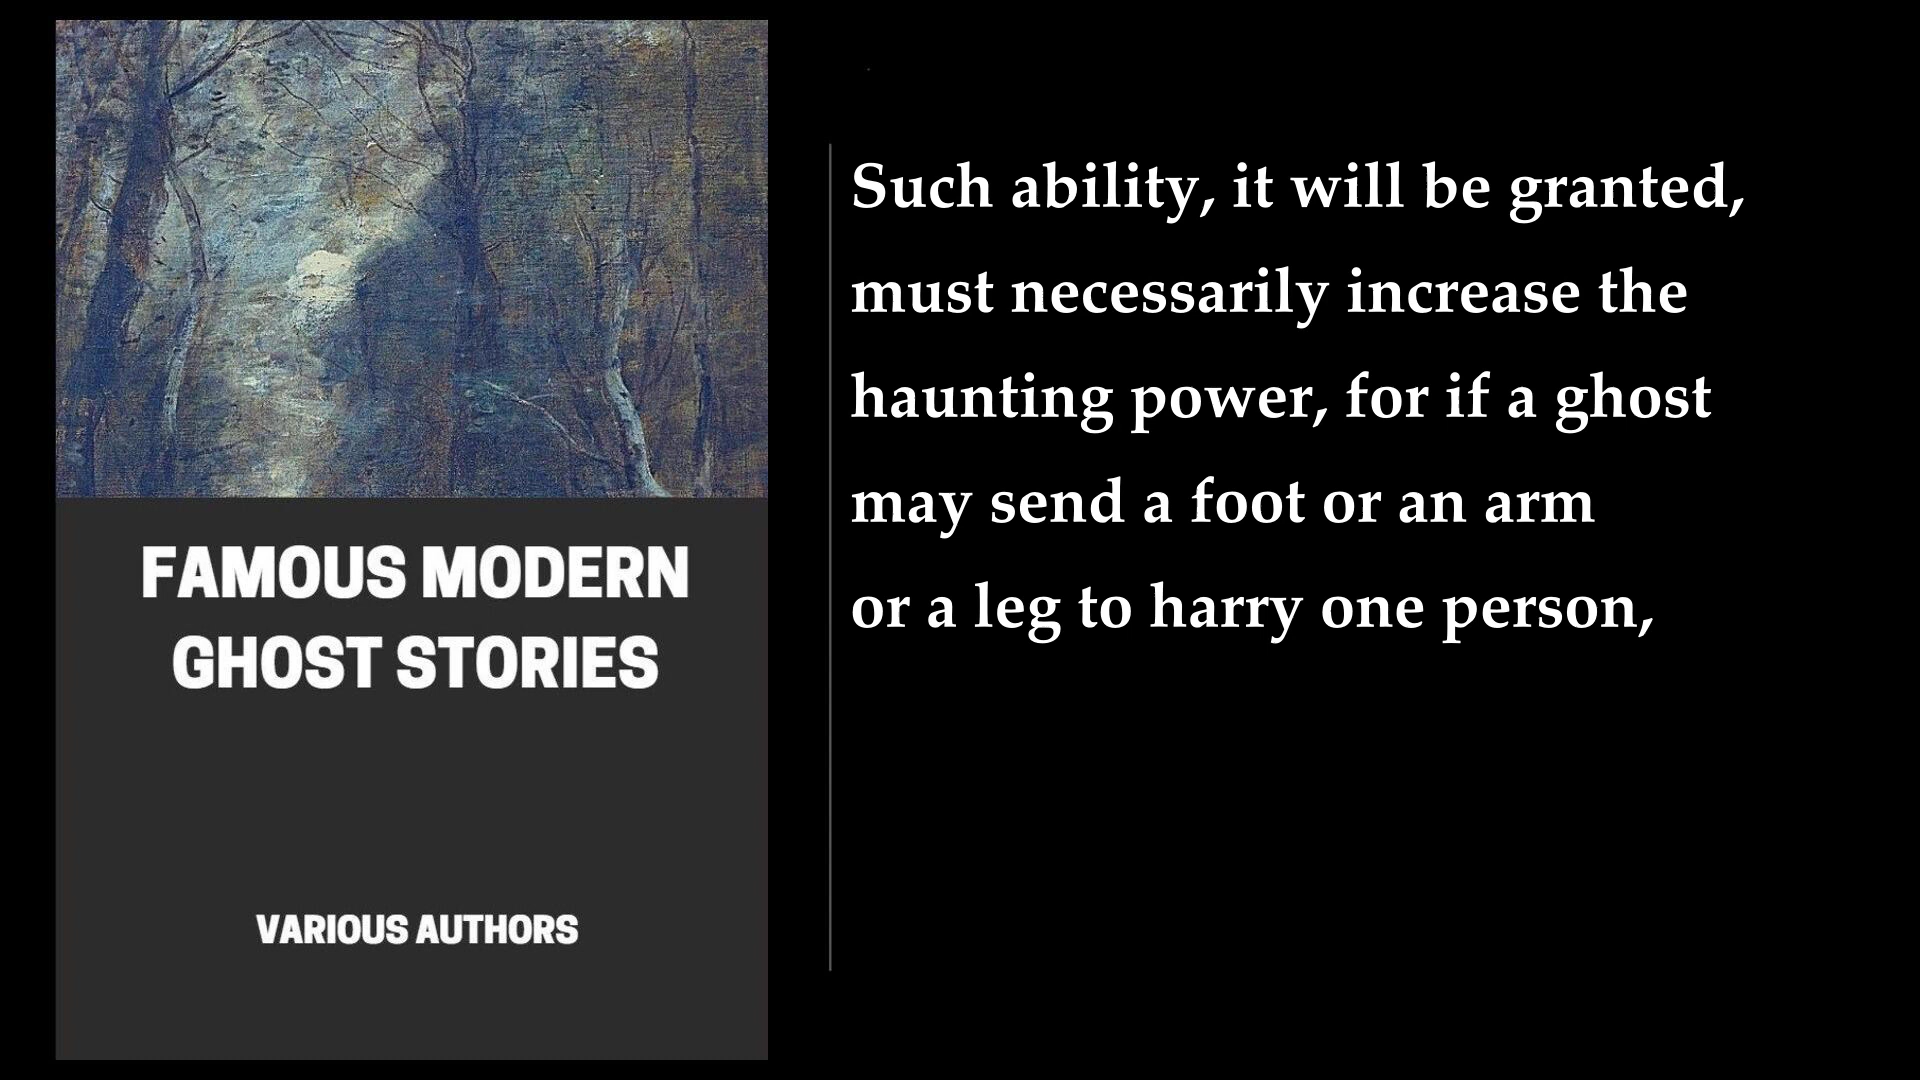 FAMOUS MODERN
GHOST STORIES
VARIOUS AUTHORS
Such ability, it will be granted,
must necessarily increase the
haunting power, for if a ghost
may send a foot or an arm
or a leg to harry one person,